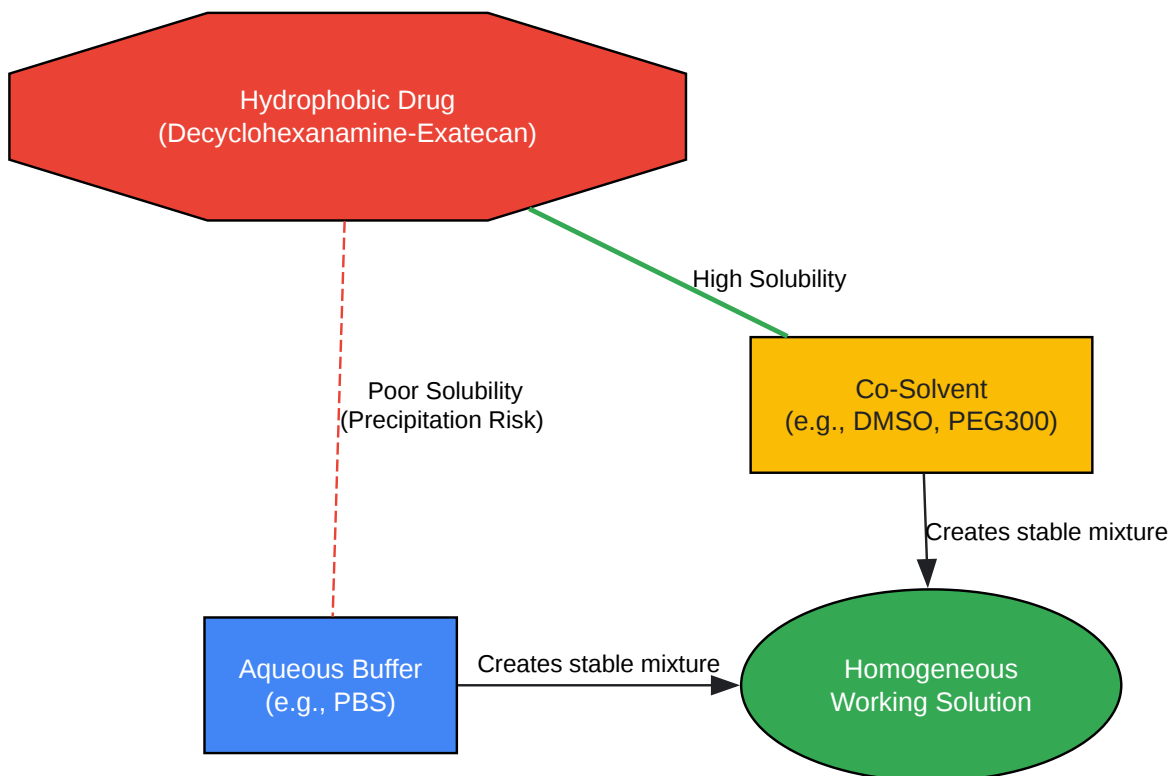 Hydrophobic Drug
(Decyclohexanamine-Exatecan)
High Solubility
Poor Solubility
(Precipitation Risk)
Co-Solvent
(e.g., DMSO, PEG300)
Creates stable mixture
Aqueous Buffer
(e.g., PBS)
Creates stable mixture
Homogeneous
Working Solution